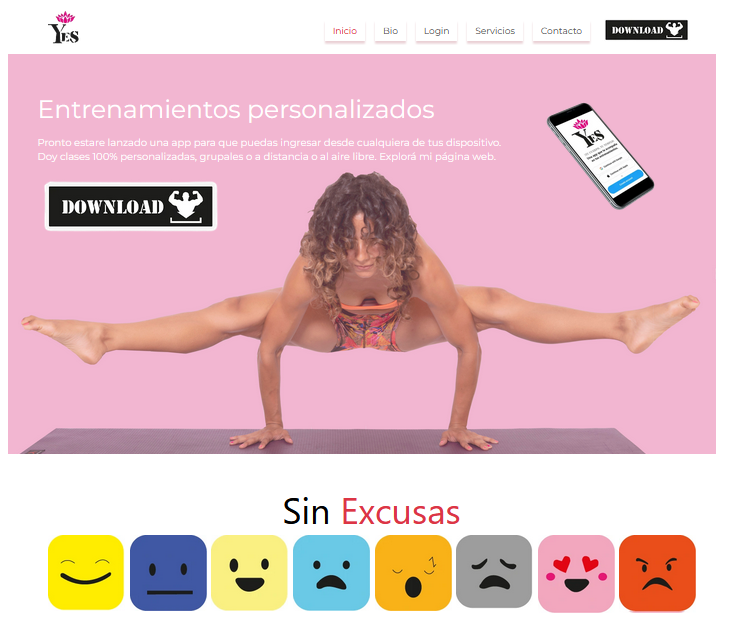 YES
Inicio
Bio
Login
Servicios
Contacto
DOWNLOAD
Entrenamientos personalizados
Pronto estare lanzado una app para que puedas ingresar desde cualquiera de tus dispositivo.
Doy clases 100% personalizadas, grupales o a distancia o al aire libre. Explorá mi página web.
YES
DOWNLOAD
Sin Excusas